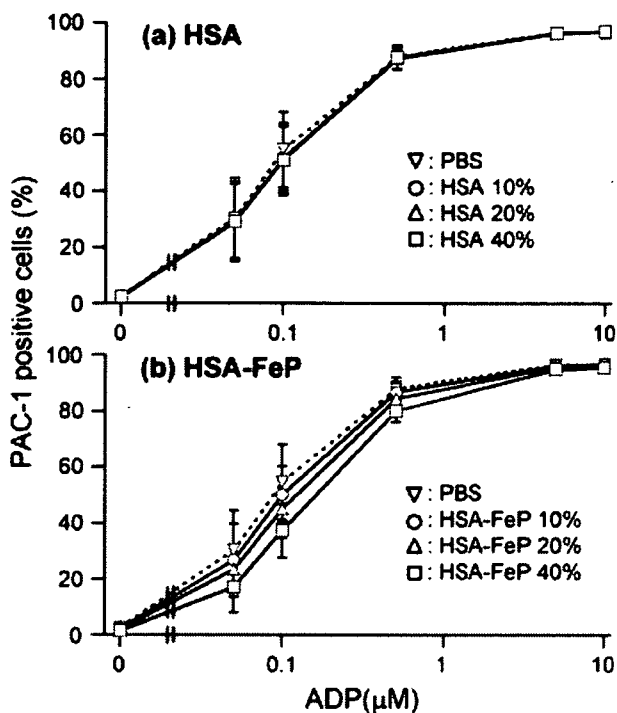 (a) HSA
100
80
60
40
20
0
▽: PBS
○: HSA 10%
△: HSA 20%
□: HSA 40%
0
0.1
1
10
PAC-1 positive cells (%)
(b) HSA-FeP
100
80
60
40
20
0
▽: PBS
○: HSA-FeP 10%
△: HSA-FeP 20%
□: HSA-FeP 40%
0
0.1
1
10
ADP(μM)